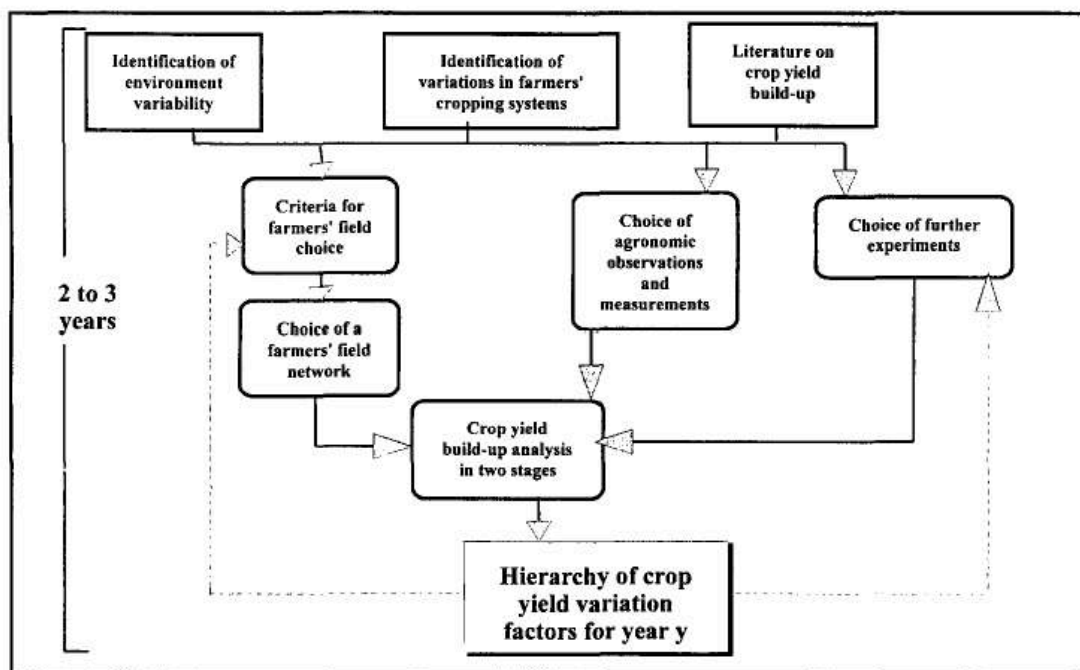 Identification of
environment
variability
Identification of
variations in farmers'
cropping systems
Literature on
crop yield
build-up
2 to 3
years
Criteria for
farmers' field
choice
Choice of
agronomic
observations
and
measurements
Choice of further
experiments
Choice of a
farmers' field
network
Crop yield
build-up analysis
in two stages
Hierarchy of crop
yield variation
factors for year y